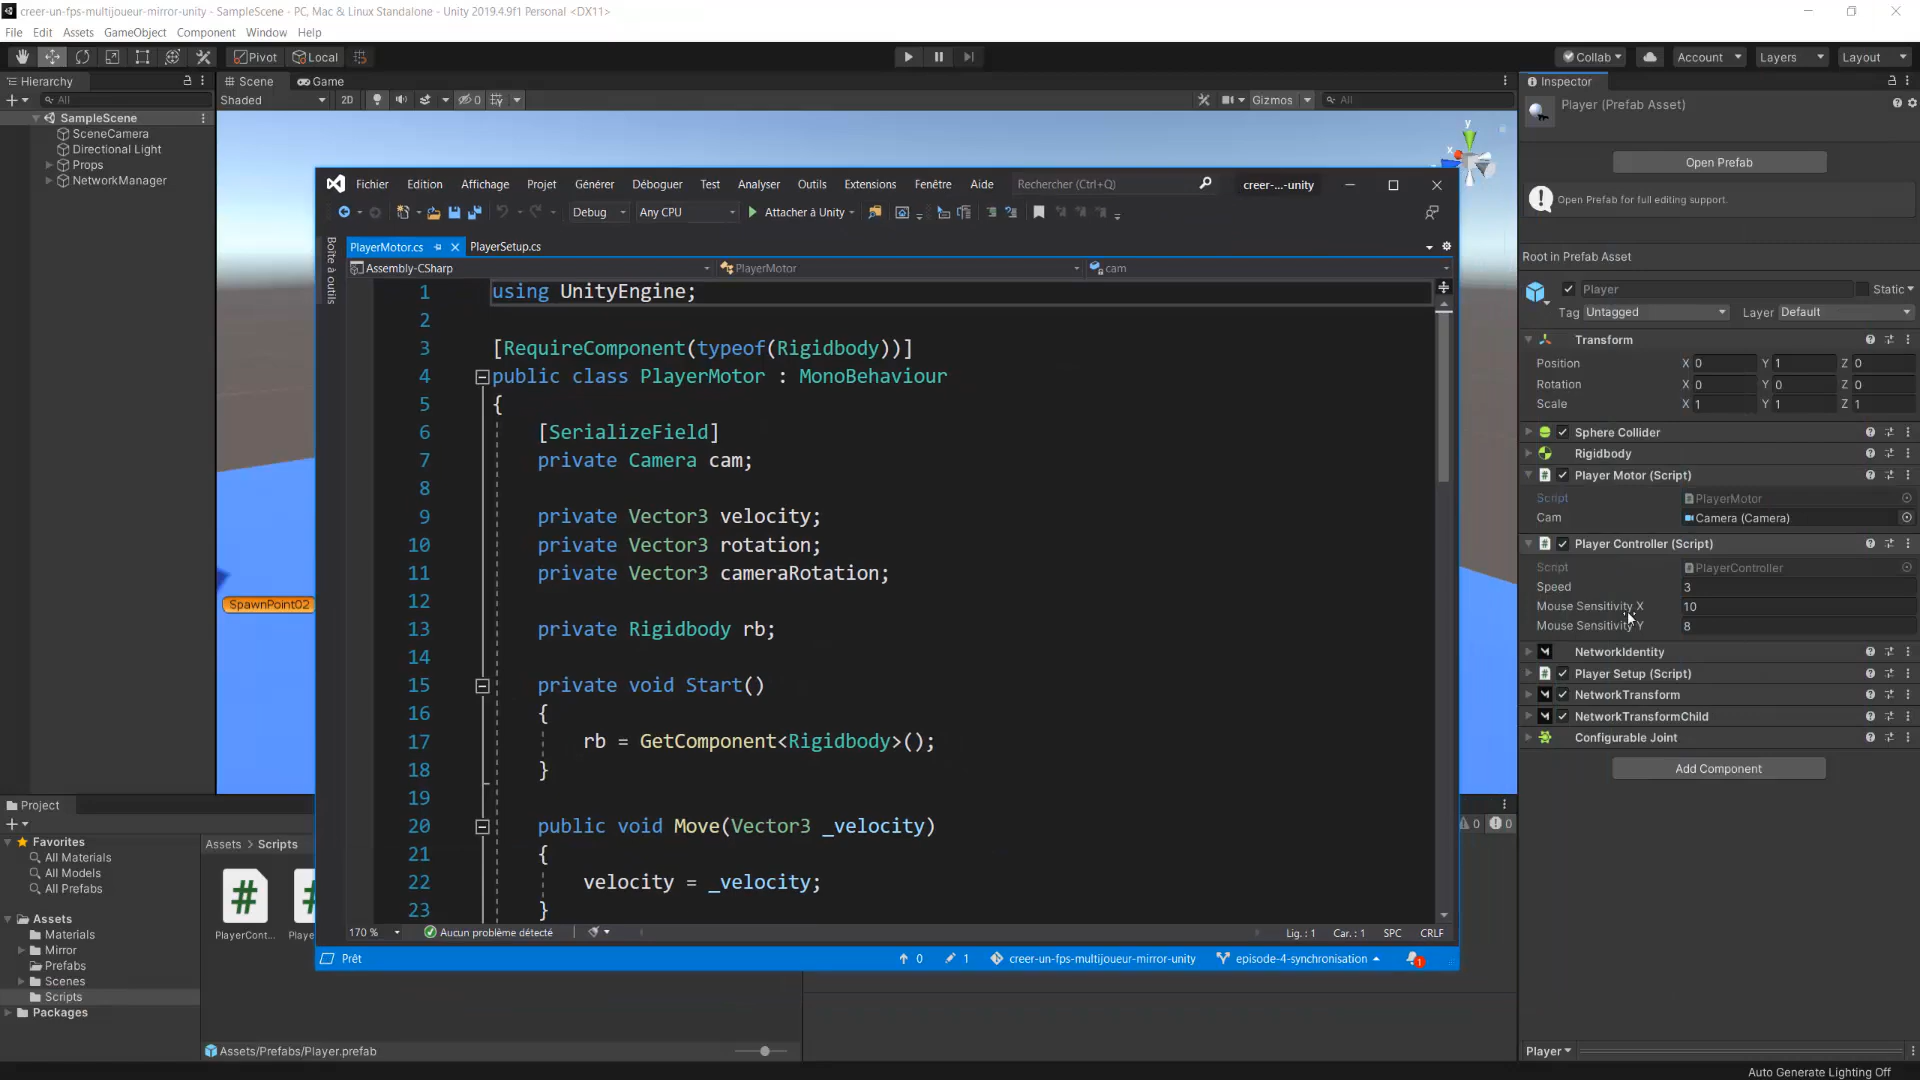 creer-un-fps-multijoueur-mirror-unity - SampleScene - PC, Mac & Linux Standalone - Unity 2019.4.9f1 Personal <DX11>
File Edit Assets GameObject Component Window Help
Pivot Local
Collab Account Layers Layout
Hierarchy
All
SampleScene
SceneCamera
Directional Light
Props
NetworkManager
Scene Game
Shaded 2D 0 Gizmos All
y
x
SpawnPoint02
Fichier Edition Affichage Projet Générer Déboguer Test Analyser Outils Extensions Fenêtre Aide Rechercher (Ctrl+Q) creer-...-unity
Debug Any CPU Attacher à Unity
Boîte à outils
PlayerMotor.cs PlayerSetup.cs
Assembly-CSharp PlayerMotor cam
1 using UnityEngine;
2
3 [RequireComponent(typeof(Rigidbody))]
4 public class PlayerMotor : MonoBehaviour
5 {
6 [SerializeField]
7 private Camera cam;
8
9 private Vector3 velocity;
10 private Vector3 rotation;
11 private Vector3 cameraRotation;
12
13 private Rigidbody rb;
14
15 private void Start()
16 {
17 rb = GetComponent<Rigidbody>();
18 }
19
20 public void Move(Vector3 _velocity)
21 {
22 velocity = _velocity;
23 }
170 % Aucun problème détecté Lig. : 1 Car. : 1 SPC CRLF
Prêt 0 1 creer-un-fps-multijoueur-mirror-unity episode-4-synchronisation 1
Inspector
Player (Prefab Asset)
Open Prefab
Open Prefab for full editing support.
Root in Prefab Asset
Player Static
Tag Untagged Layer Default
Transform
Position X 0 Y 1 Z 0
Rotation X 0 Y 0 Z 0
Scale X 1 Y 1 Z 1
Sphere Collider
Rigidbody
Player Motor (Script)
Script PlayerMotor
Cam Camera (Camera)
Player Controller (Script)
Script PlayerController
Speed 3
Mouse Sensitivity X 10
Mouse Sensitivity Y 8
NetworkIdentity
Player Setup (Script)
NetworkTransform
NetworkTransformChild
Configurable Joint
Add Component
Project
Favorites
All Materials
All Models
All Prefabs
Assets
Materials
Mirror
Prefabs
Scenes
Scripts
Packages
Assets > Scripts
PlayerCont...
Assets/Prefabs/Player.prefab
0 0
Player
Auto Generate Lighting Off